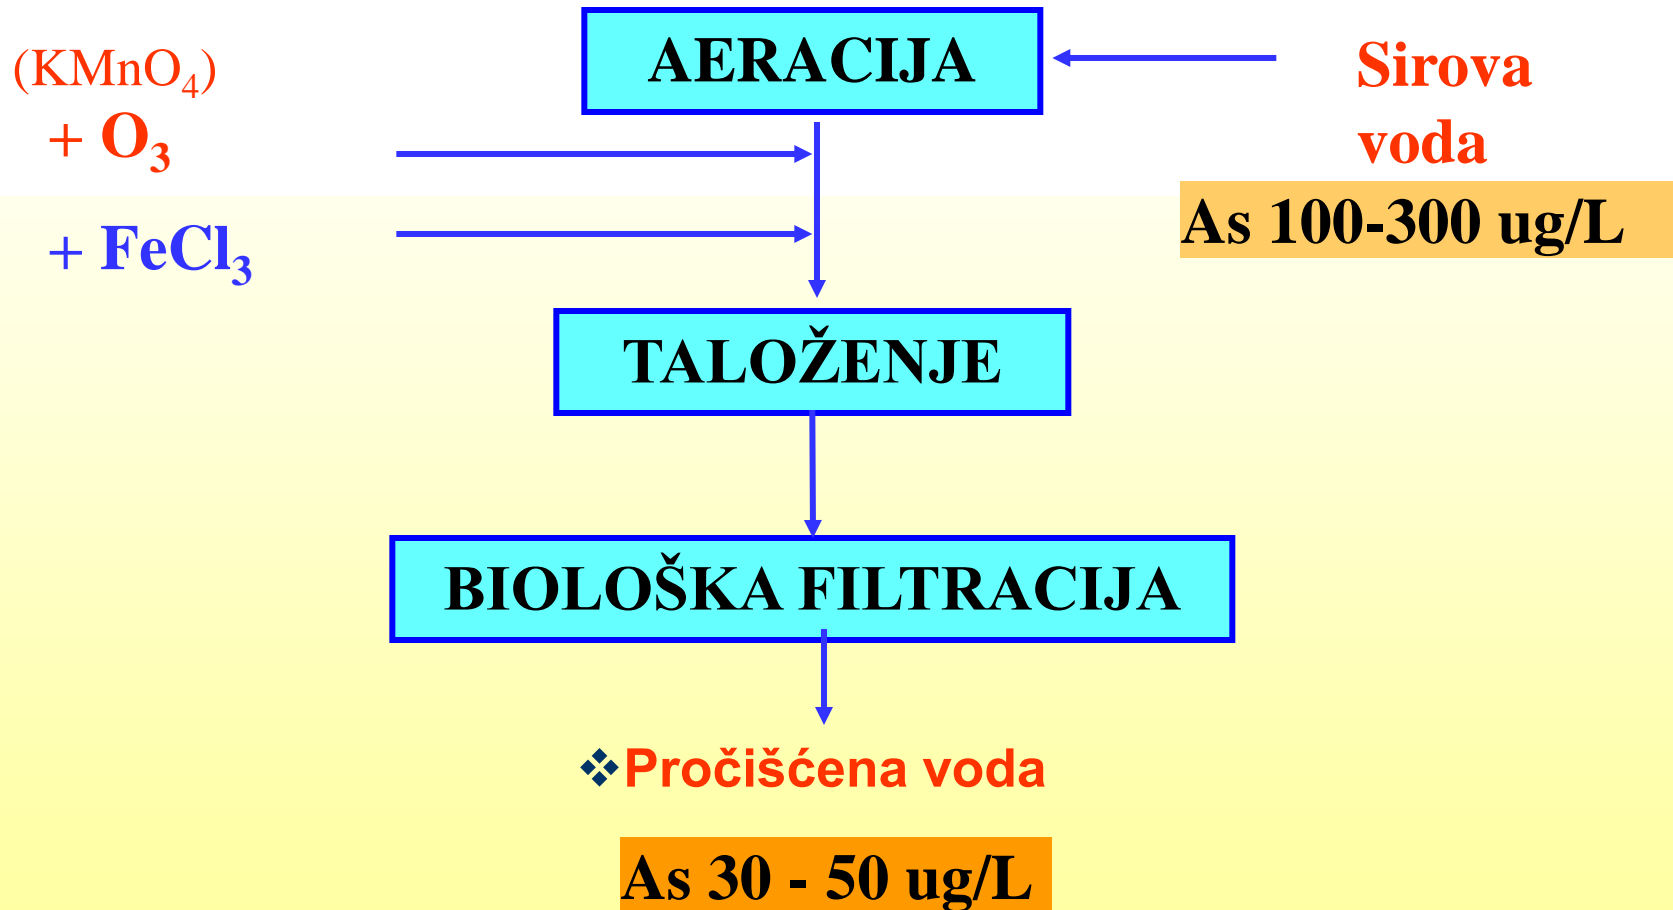 AERACIJA
Sirova
voda
As 100-300 ug/L
(KMnO₄)
+ O₃
+ FeCl₃
TALOŽENJE
BIOLOŠKA FILTRACIJA
❖Pročišćena voda
As 30 - 50 ug/L